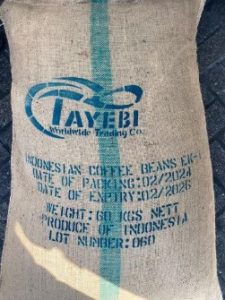 TAYEBI
Worldwide Trading Co.
INDONESIAN COFFEE BEANS EK-1
DATE OF PACKING:02/2024
DATE OF EXPIRY:02/2026
WEIGHT:60 KGS NETT
PRODUCE OF INDONESIA
LOT NUNBER:060